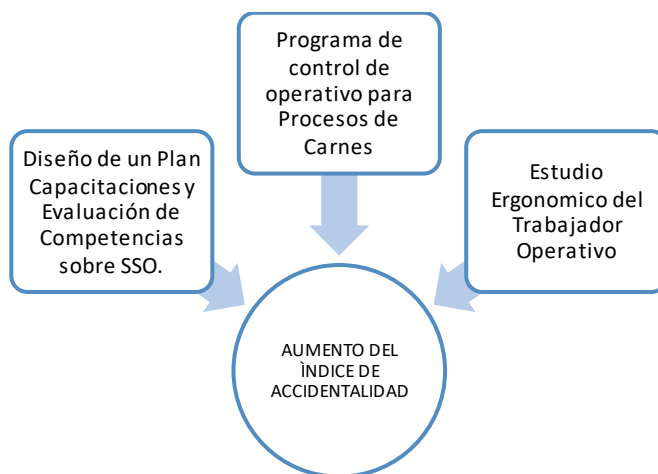 Programa de
control de
operativo para
Procesos de
Carnes
Diseño de un Plan
Capacitaciones y
Evaluación de
Competencias
sobre SSO.
Estudio
Ergonomico del
Trabajador
Operativo
AUMENTO DEL
ÌNDICE DE
ACCIDENTALIDAD